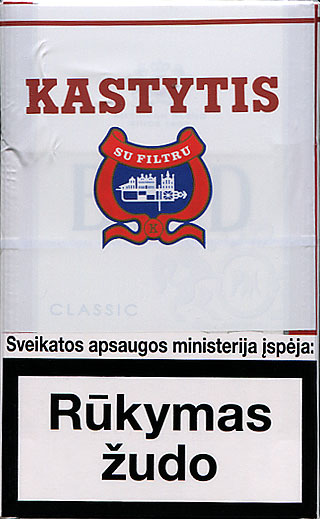 KASTYTIS
SU FILTRU
K
CLASSIC
Sveikatos apsaugos ministerija įspėja:
Rūkymas
žudo